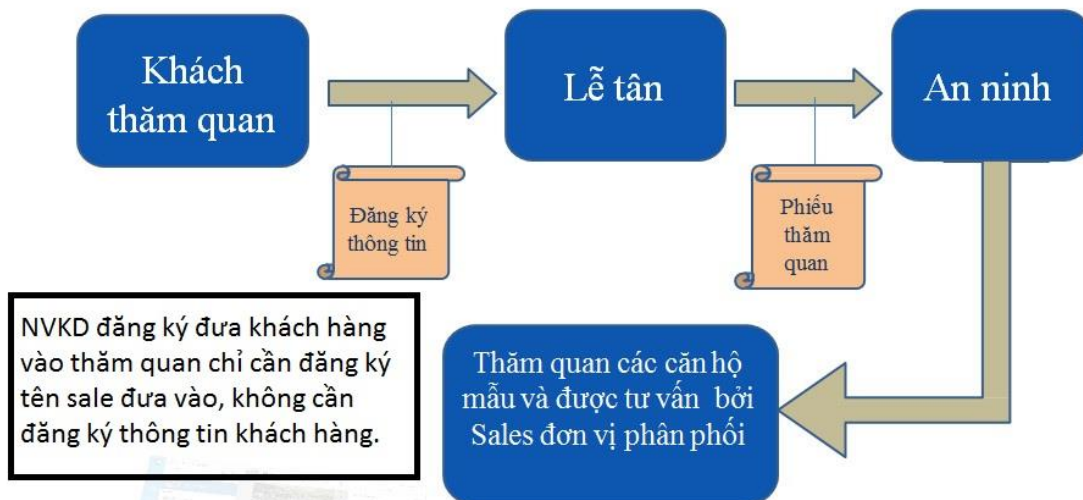 Khách
thăm quan
Lễ tân
An ninh
Đăng ký
thông tin
Phiếu
thăm
quan
NVKD đăng ký đưa khách hàng
vào thăm quan chỉ cần đăng ký
tên sale đưa vào, không cần
đăng ký thông tin khách hàng.
Thăm quan các căn hộ
mẫu và được tư vấn bởi
Sales đơn vị phân phối